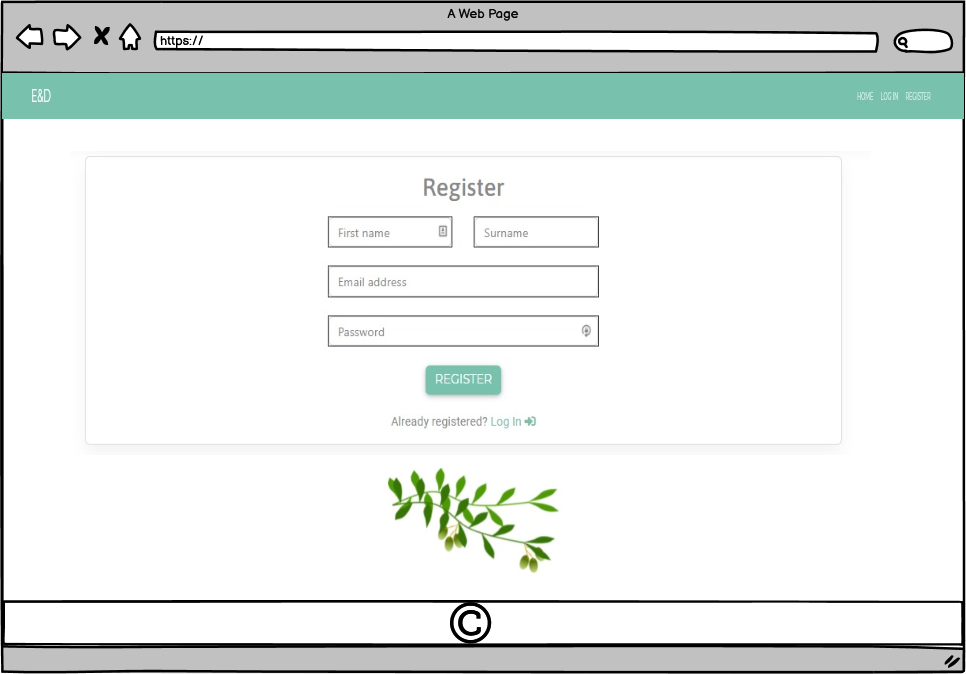 A Web Page
https://
E&D
HOME LOG IN REGISTER
Register
First name Surname
Email address
Password
REGISTER
Already registered? Log In
©